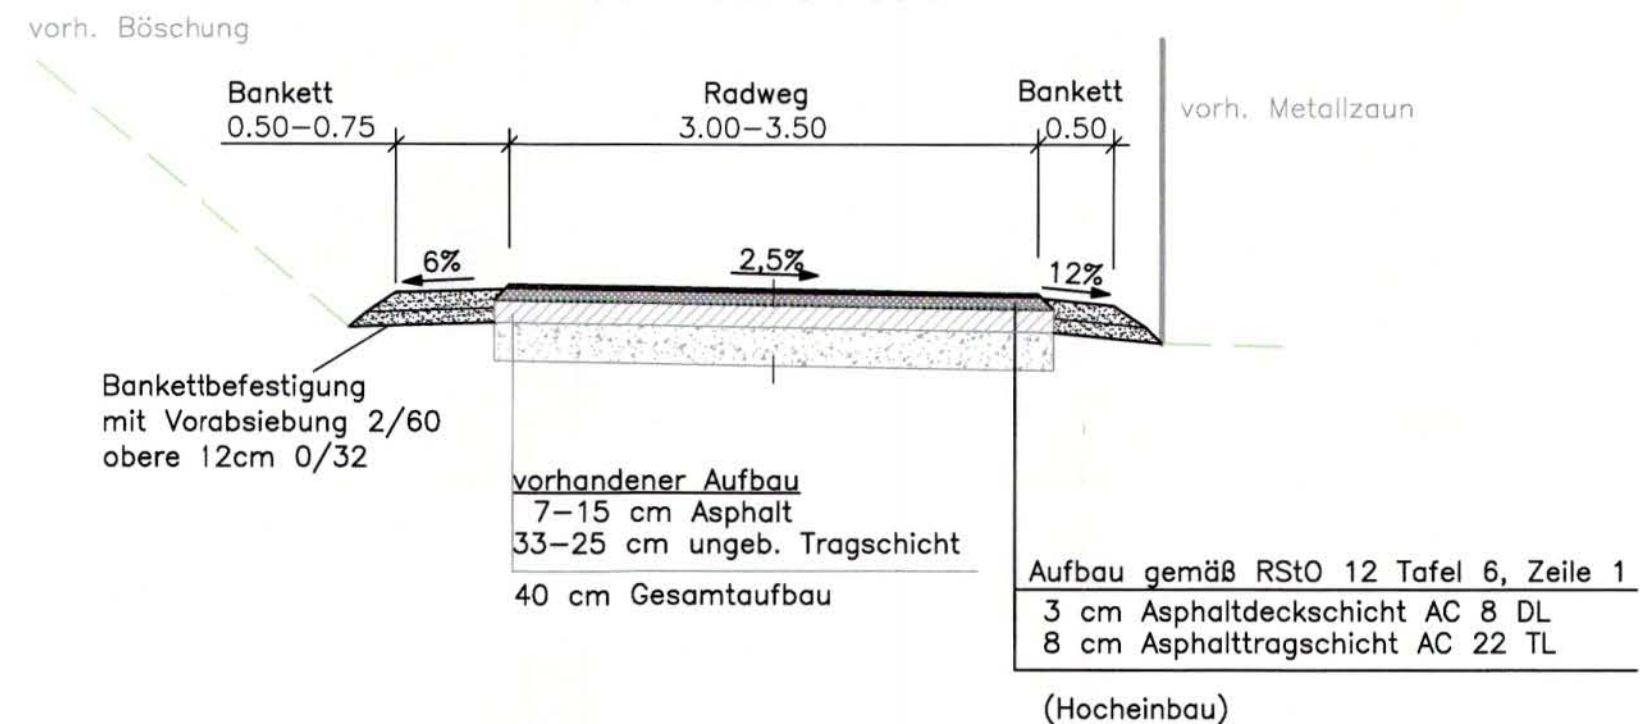 vorh. Böschung
Bankett
0.50–0.75
Radweg
3.00–3.50
Bankett
0.50
vorh. Metallzaun
6%
2,5%
12%
Bankettbefestigung
mit Vorabsiebung 2/60
obere 12cm 0/32
vorhandener Aufbau
7–15 cm Asphalt
33–25 cm ungeb. Tragschicht
40 cm Gesamtaufbau
Aufbau gemäß RStO 12 Tafel 6, Zeile 1
3 cm Asphaltdeckschicht AC 8 DL
8 cm Asphalttragschicht AC 22 TL
(Hocheinbau)